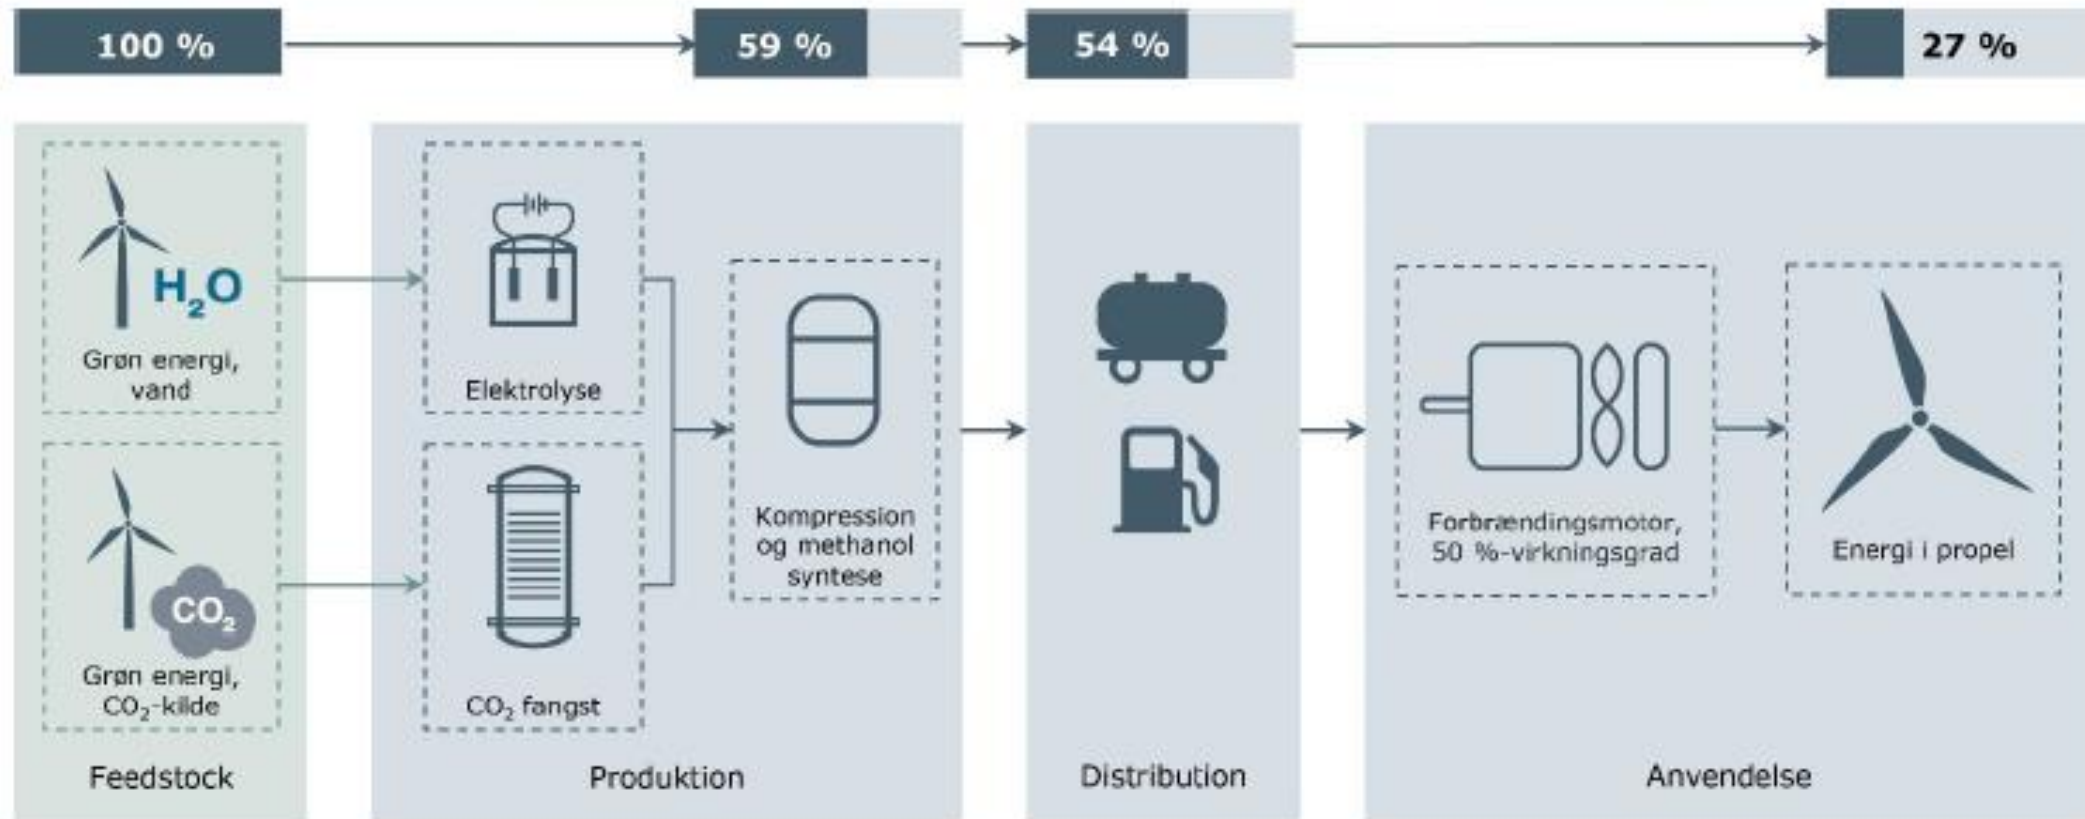 100 %
59 %
54 %
27 %
H₂O
Grøn energi,
vand
CO₂
Grøn energi,
CO₂-kilde
Feedstock
Elektrolyse
CO₂ fangst
Kompression
og methanol
syntese
Produktion
Distribution
Forbrændingsmotor,
50 %-virkningsgrad
Energi i propel
Anvendelse